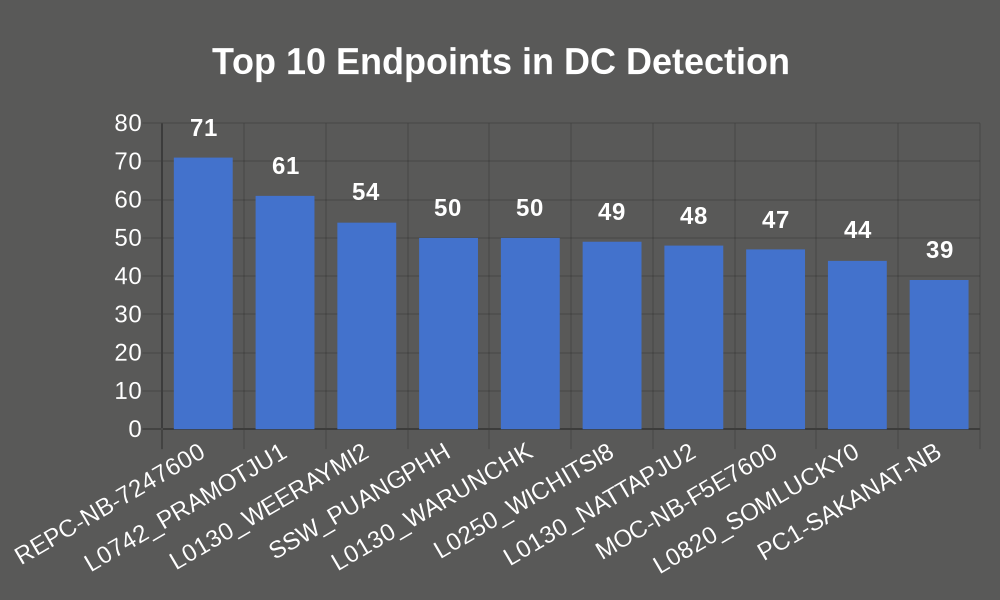 Top 10 Endpoints in DC Detection
80
70
60
50
40
30
20
10
0
71
61
54
50
50
49
48
47
44
39
REPC-NB-7247600
L0742_PRAMOTJU1
L0130_WEERAYMI2
SSW_PUANGPHH
L0130_WARUNCHK
L0250_WICHITSI8
L0130_NATTAPJU2
MOC-NB-F5E7600
L0820_SOMLUCKY0
PC1-SAKANAT-NB